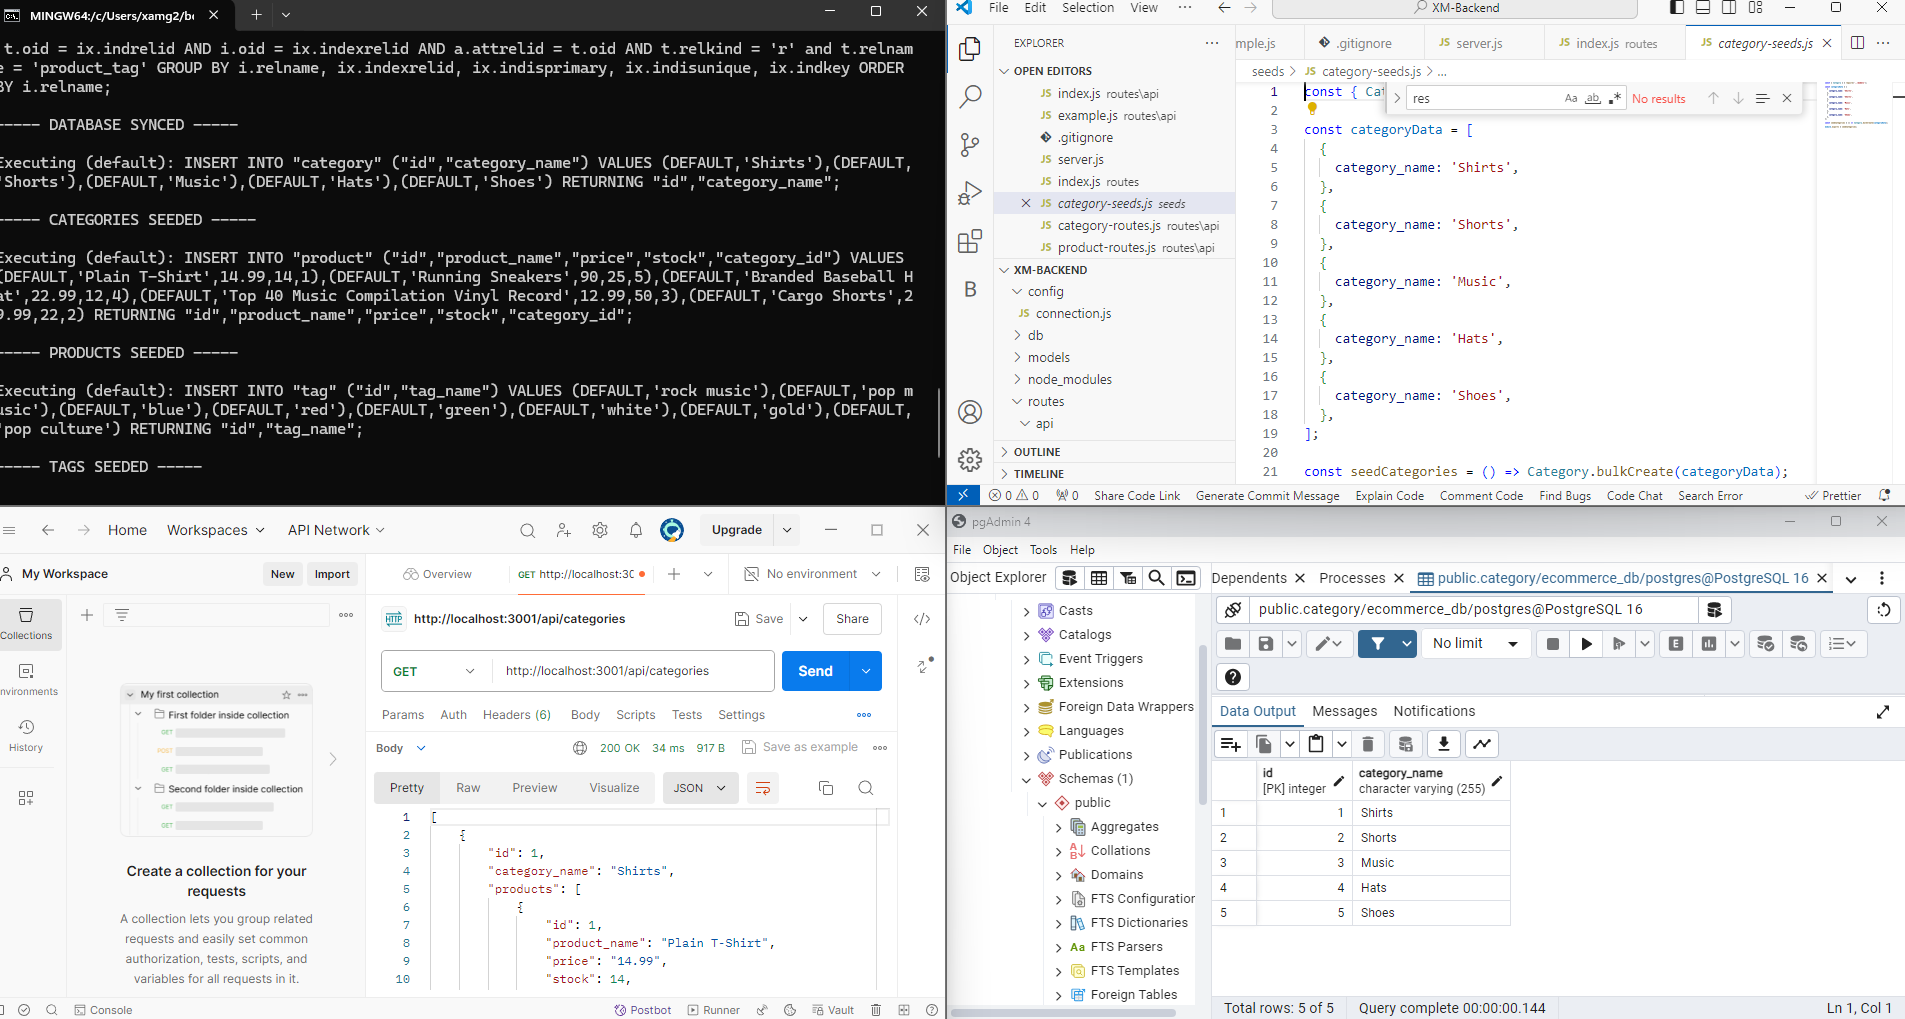 MINGW64:/c/Users/xamg2/b
t.oid = ix.indrelid AND i.oid = ix.indexrelid AND a.attrelid = t.oid AND t.relkind = 'r' and t.relnam
e = 'product_tag' GROUP BY i.relname, ix.indexrelid, ix.indisprimary, ix.indisunique, ix.indkey ORDER
BY i.relname;
----- DATABASE SYNCED -----
Executing (default): INSERT INTO "category" ("id","category_name") VALUES (DEFAULT,'Shirts'),(DEFAULT,
'Shorts'),(DEFAULT,'Music'),(DEFAULT,'Hats'),(DEFAULT,'Shoes') RETURNING "id","category_name";
----- CATEGORIES SEEDED -----
Executing (default): INSERT INTO "product" ("id","product_name","price","stock","category_id") VALUES
(DEFAULT,'Plain T-Shirt',14.99,14,1),(DEFAULT,'Running Sneakers',90,25,5),(DEFAULT,'Branded Baseball H
at',22.99,12,4),(DEFAULT,'Top 40 Music Compilation Vinyl Record',12.99,50,3),(DEFAULT,'Cargo Shorts',2
9.99,22,2) RETURNING "id","product_name","price","stock","category_id";
----- PRODUCTS SEEDED -----
Executing (default): INSERT INTO "tag" ("id","tag_name") VALUES (DEFAULT,'rock music'),(DEFAULT,'pop m
usic'),(DEFAULT,'blue'),(DEFAULT,'red'),(DEFAULT,'green'),(DEFAULT,'white'),(DEFAULT,'gold'),(DEFAULT,
'pop culture') RETURNING "id","tag_name";
----- TAGS SEEDED -----
File Edit Selection View ··· XM-Backend
EXPLORER
OPEN EDITORS
JS index.js routes\api
JS example.js routes\api
.gitignore
JS server.js
JS index.js routes
JS category-seeds.js seeds
JS category-routes.js routes\api
JS product-routes.js routes\api
XM-BACKEND
config
JS connection.js
db
models
node_modules
routes
api
OUTLINE
TIMELINE
mple.js .gitignore JS server.js JS index.js routes JS category-seeds.js
seeds > JS category-seeds.js > ...
res Aa ab .* No results
1 const { Cat
2
3 const categoryData = [
4 {
5 category_name: 'Shirts',
6 },
7 {
8 category_name: 'Shorts',
9 },
10 {
11 category_name: 'Music',
12 },
13 {
14 category_name: 'Hats',
15 },
16 {
17 category_name: 'Shoes',
18 },
19 ];
20
21 const seedCategories = () => Category.bulkCreate(categoryData);
0 0 0 Share Code Link Generate Commit Message Explain Code Comment Code Find Bugs Code Chat Search Error Prettier
Home Workspaces API Network Upgrade
My Workspace New Import
Overview GET http://localhost:30 No environment
Collections
nvironments
History
My first collection
First folder inside collection
GET
POST
GET
Second folder inside collection
GET
GET
Create a collection for your
requests
A collection lets you group related
requests and easily set common
authorization, tests, scripts, and
variables for all requests in it.
HTTP http://localhost:3001/api/categories Save Share
GET http://localhost:3001/api/categories Send
Params Auth Headers (6) Body Scripts Tests Settings
Body 200 OK 34 ms 917 B Save as example
Pretty Raw Preview Visualize JSON
1 [
2 {
3 "id": 1,
4 "category_name": "Shirts",
5 "products": [
6 {
7 "id": 1,
8 "product_name": "Plain T-Shirt",
9 "price": "14.99",
10 "stock": 14,
Console Postbot Runner Vault
pgAdmin 4
File Object Tools Help
Object Explorer
Casts
Catalogs
Event Triggers
Extensions
Foreign Data Wrappers
Languages
Publications
Schemas (1)
public
Aggregates
Collations
Domains
FTS Configuration
FTS Dictionaries
Aa FTS Parsers
FTS Templates
Foreign Tables
Dependents Processes public.category/ecommerce_db/postgres@PostgreSQL 16
public.category/ecommerce_db/postgres@PostgreSQL 16
No limit E
Data Output Messages Notifications
id category_name
[PK] integer character varying (255)
1 1 Shirts
2 2 Shorts
3 3 Music
4 4 Hats
5 5 Shoes
Total rows: 5 of 5 Query complete 00:00:00.144 Ln 1, Col 1